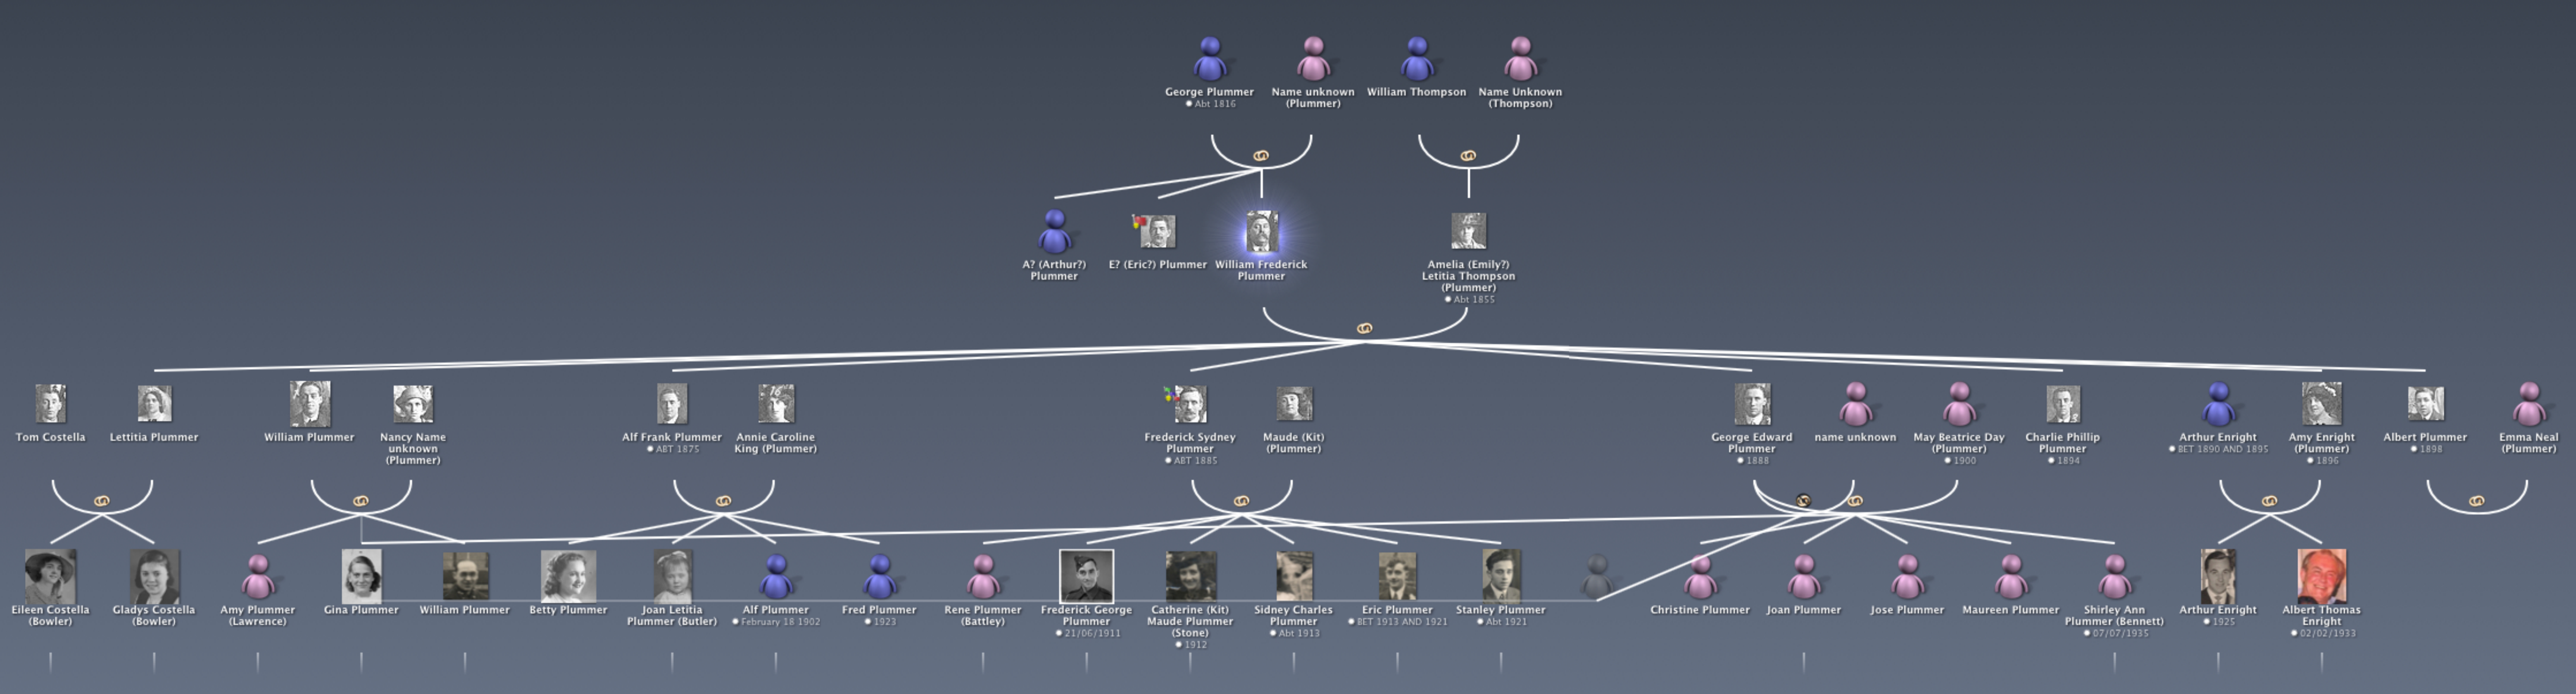 George Plummer
Abt 1816
Name unknown
(Plummer)
William Thompson
Name Unknown
(Thompson)
A? (Arthur?)
Plummer
E? (Eric?) Plummer
William Frederick
Plummer
Amelia (Emily?)
Letitia Thompson
(Plummer)
Abt 1855
Tom Costella
Lettitia Plummer
William Plummer
Nancy Name
unknown
(Plummer)
Alf Frank Plummer
ABT 1875
Annie Caroline
King (Plummer)
Frederick Sydney
Plummer
ABT 1885
Maude (Kit)
(Plummer)
George Edward
Plummer
1888
name unknown
May Beatrice Day
(Plummer)
1900
Charlie Phillip
Plummer
1894
Arthur Enright
BET 1890 AND 1895
Amy Enright
(Plummer)
1896
Albert Plummer
1898
Emma Neal
(Plummer)
Eileen Costella
(Bowler)
Gladys Costella
(Bowler)
Amy Plummer
(Lawrence)
Gina Plummer
William Plummer
Betty Plummer
Joan Letitia
Plummer (Butler)
Alf Plummer
February 18 1902
Fred Plummer
1923
Rene Plummer
(Battley)
Frederick George
Plummer
21/06/1911
Catherine (Kit)
Maude Plummer
(Stone)
1912
Sidney Charles
Plummer
Abt 1913
Eric Plummer
BET 1913 AND 1921
Stanley Plummer
Abt 1921
Christine Plummer
Joan Plummer
Jose Plummer
Maureen Plummer
Shirley Ann
Plummer (Bennett)
07/07/1935
Arthur Enright
1925
Albert Thomas
Enright
02/02/1933